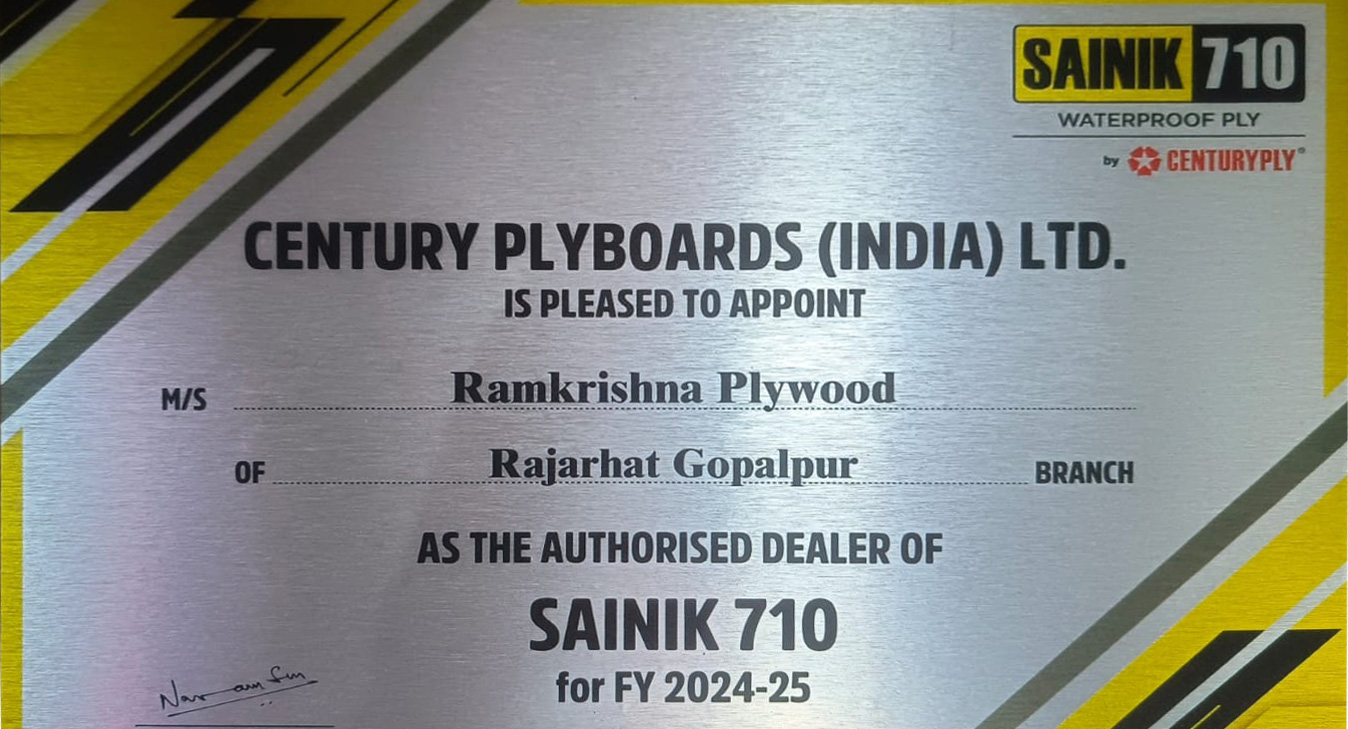 SAINIK 710
WATERPROOF PLY
by CENTURYPLY®
CENTURY PLYBOARDS (INDIA) LTD.
IS PLEASED TO APPOINT
M/S Ramkrishna Plywood
OF Rajarhat Gopalpur BRANCH
AS THE AUTHORISED DEALER OF
SAINIK 710
for FY 2024-25